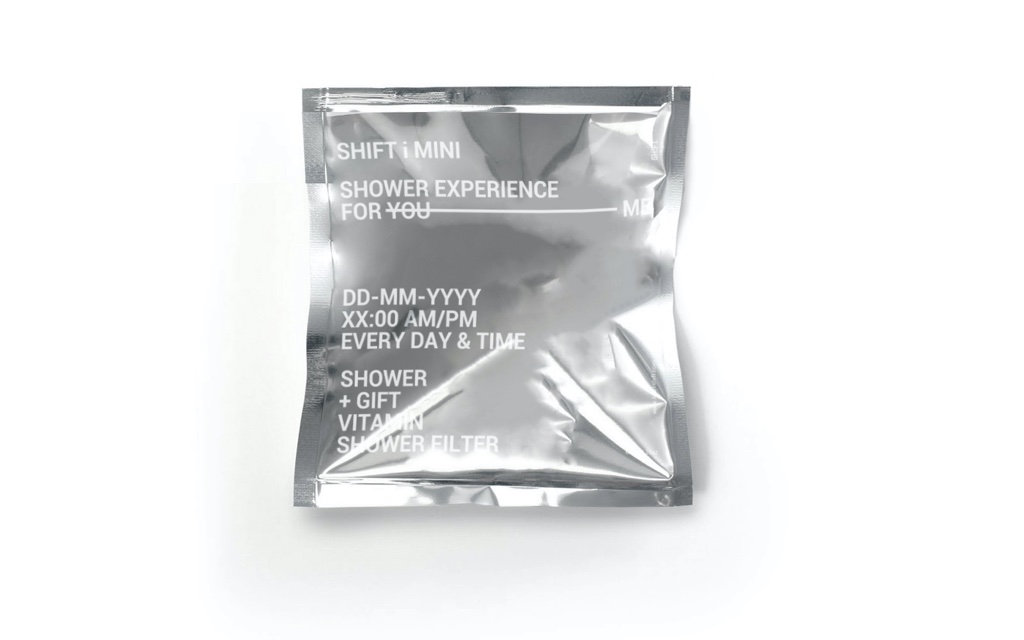 SHIFT i MINI
SHOWER EXPERIENCE
FOR YOU ME
DD-MM-YYYY
XX:00 AM/PM
EVERY DAY & TIME
SHOWER
+ GIFT
VITAMIN
SHOWER FILTER